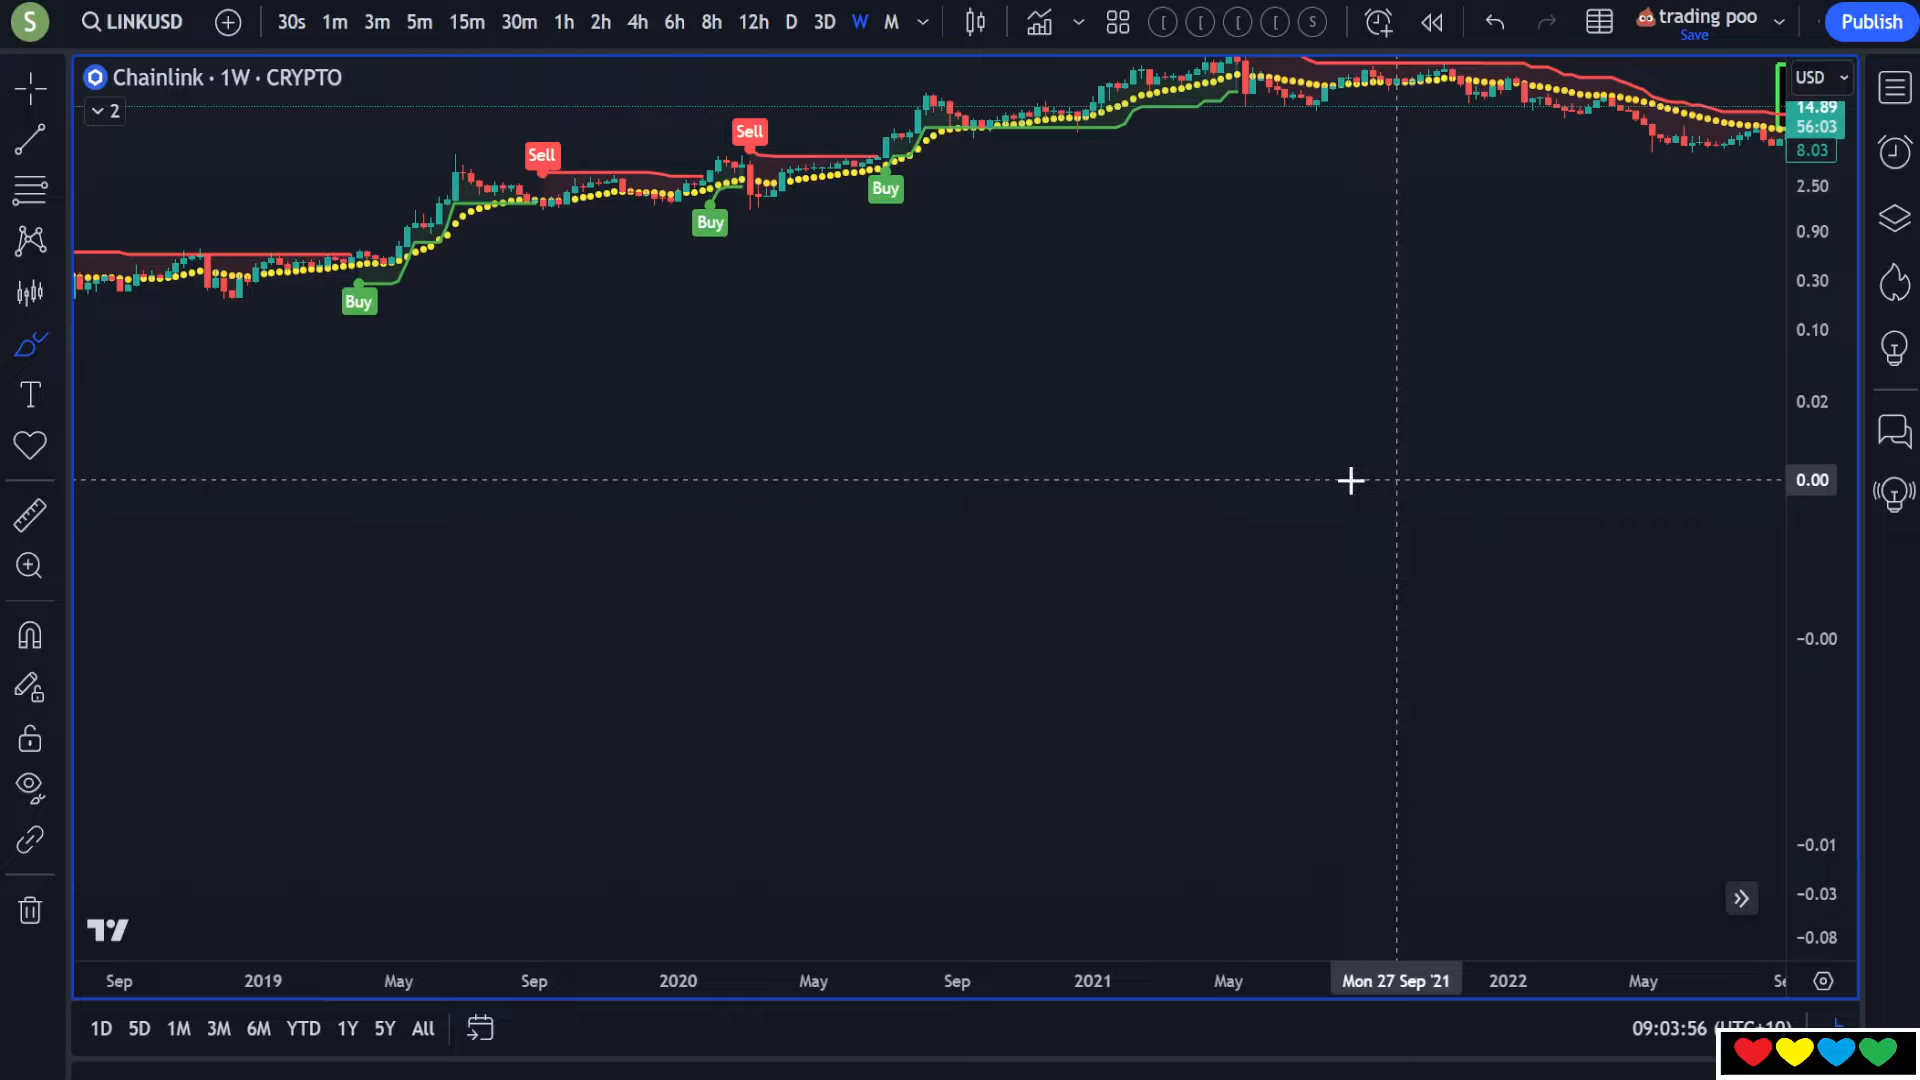 S LINKUSD 30s 1m 3m 5m 15m 30m 1h 2h 4h 6h 8h 12h D 3D W M [ [ [ [ S trading poo Publish
Save
Chainlink · 1W · CRYPTO USD
2 14.89
56:03
8.03
2.50
0.90
0.30
0.10
0.02
0.00
-0.00
-0.01
-0.03
-0.08
Sell
Sell
Buy
Buy
Buy
Sep 2019 May Sep 2020 May Sep 2021 May Mon 27 Sep '21 2022 May
1D 5D 1M 3M 6M YTD 1Y 5Y All 09:03:56 (UTC+10)